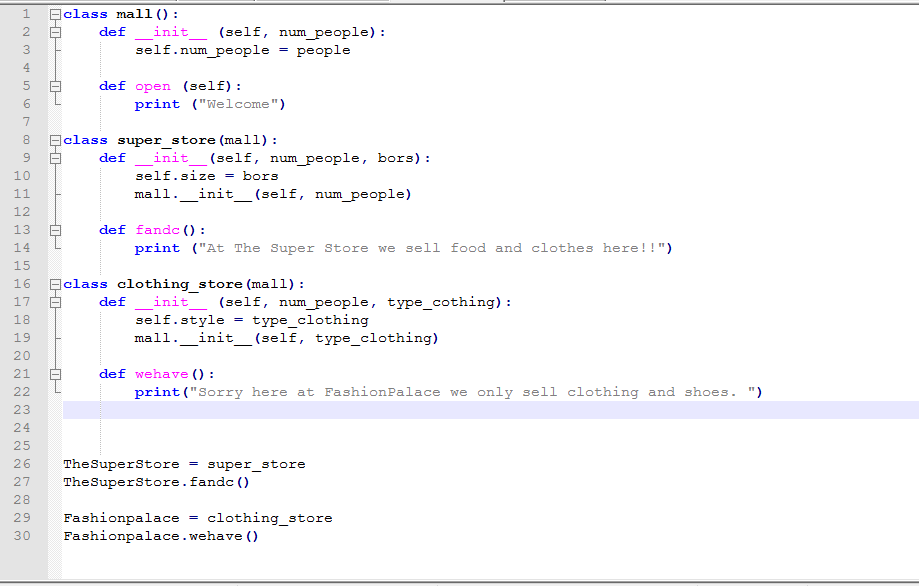 1 class mall():
2     def __init__ (self, num_people):
3         self.num_people = people
4
5     def open (self):
6         print ("Welcome")
7
8 class super_store(mall):
9     def __init__(self, num_people, bors):
10         self.size = bors
11         mall.__init__(self, num_people)
12
13     def fandc():
14         print ("At The Super Store we sell food and clothes here!!")
15
16 class clothing_store(mall):
17     def __init__ (self, num_people, type_cothing):
18         self.style = type_clothing
19         mall.__init__(self, type_clothing)
20
21     def wehave():
22         print("Sorry here at FashionPalace we only sell clothing and shoes. ")
23
24
25
26 TheSuperStore = super_store
27 TheSuperStore.fandc()
28
29 Fashionpalace = clothing_store
30 Fashionpalace.wehave()